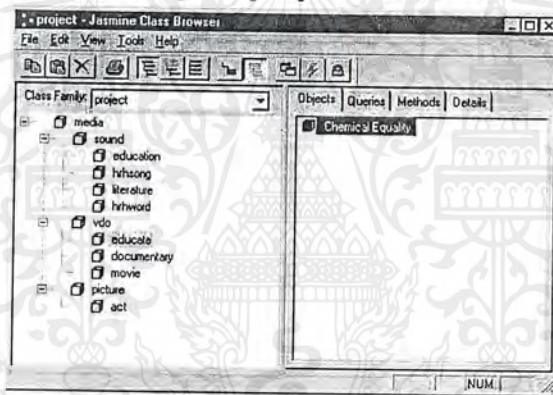 project - Jasmine Class Browser
File Edit View Tools Help
Class Family: project
Objects Queries Methods Details
media
sound
education
hrhsong
literature
hrhword
vdo
educate
documentary
movie
picture
act
Chemical Equality
NUM